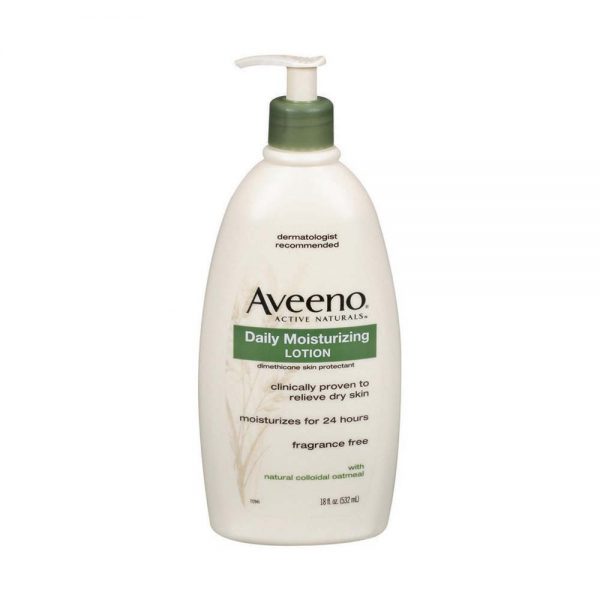 dermatologist
recommended
Aveeno®
ACTIVE NATURALS™
Daily Moisturizing
LOTION
dimethicone skin protectant
clinically proven to
relieve dry skin
moisturizes for 24 hours
fragrance free
with
natural colloidal oatmeal
18 fl. oz. (532 mL)